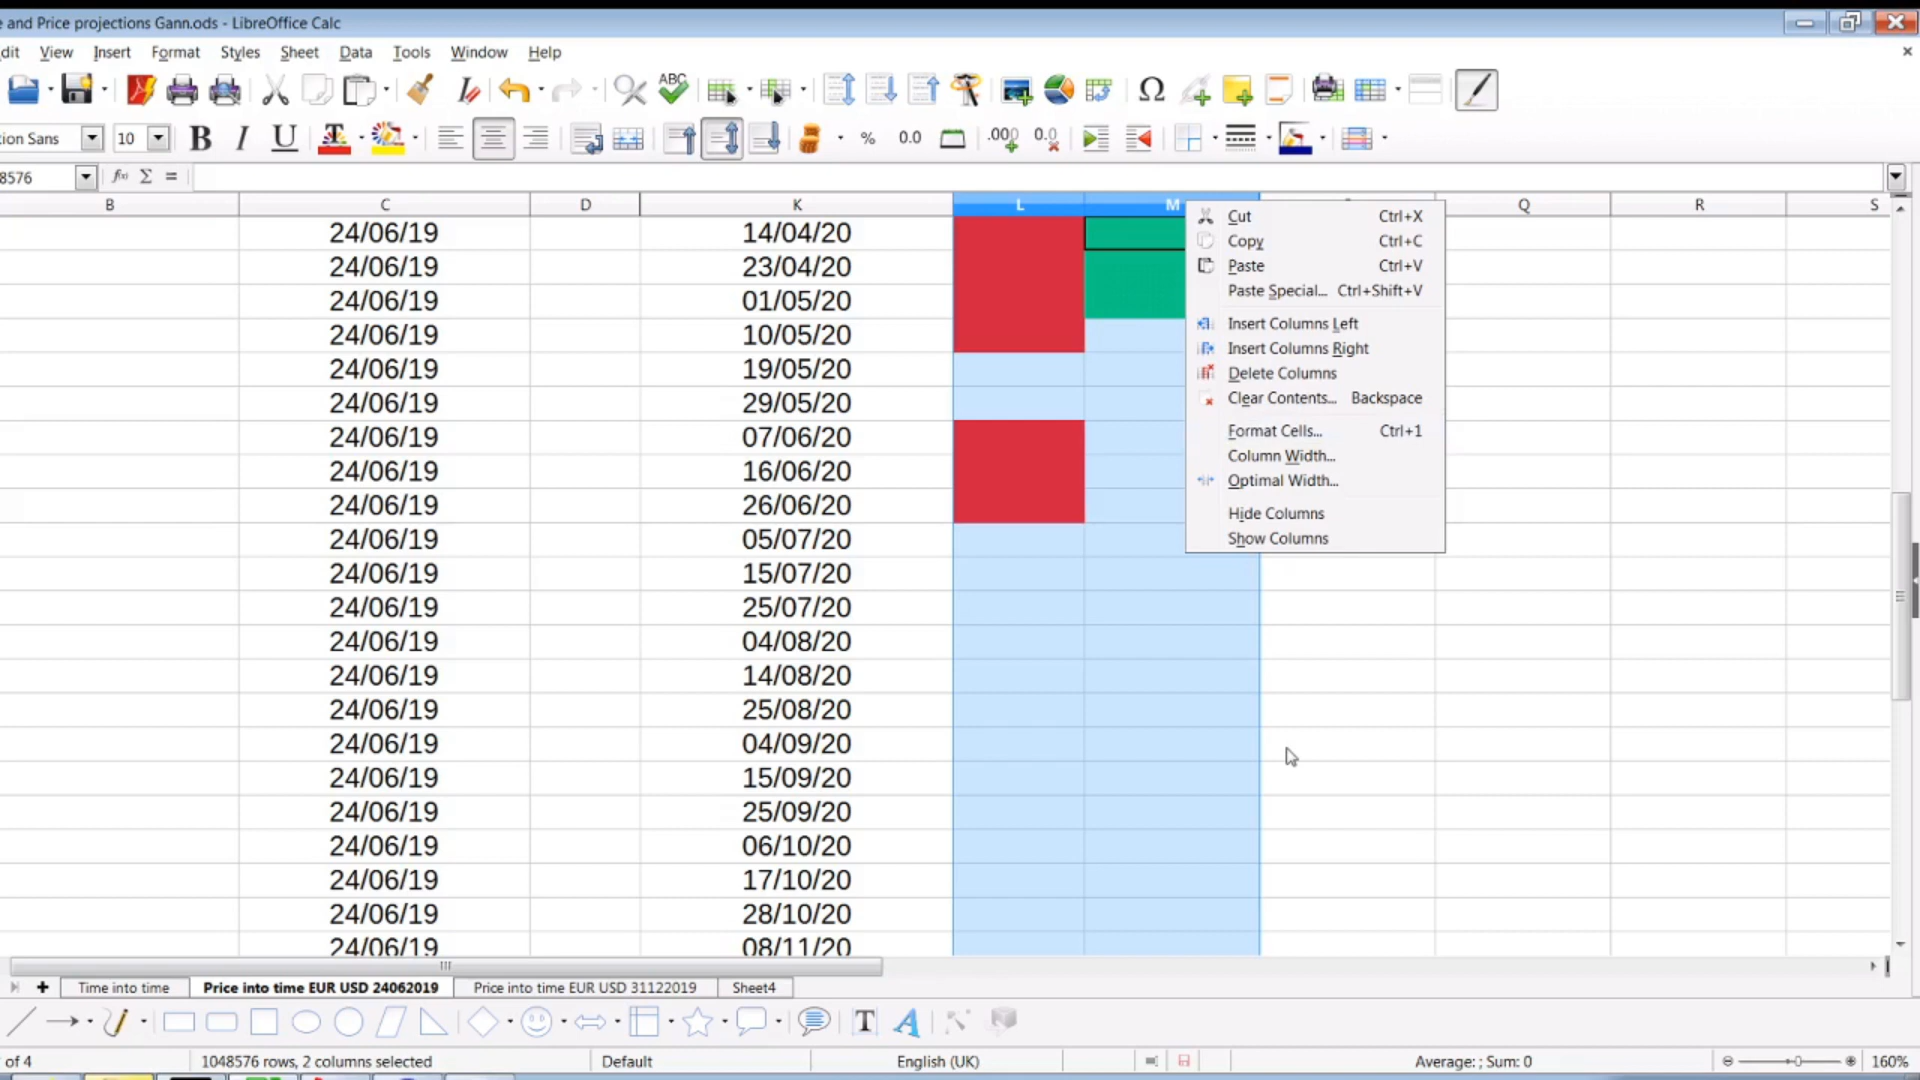 e and Price projections Gann.ods - LibreOffice Calc
dit View Insert Format Styles Sheet Data Tools Window Help
ABC
ion Sans 10 B I U % 0.0 .000 0.0
8576 f(x) Σ =
B C D K L M Q R S
24/06/19 14/04/20
24/06/19 23/04/20
24/06/19 01/05/20
24/06/19 10/05/20
24/06/19 19/05/20
24/06/19 29/05/20
24/06/19 07/06/20
24/06/19 16/06/20
24/06/19 26/06/20
24/06/19 05/07/20
24/06/19 15/07/20
24/06/19 25/07/20
24/06/19 04/08/20
24/06/19 14/08/20
24/06/19 25/08/20
24/06/19 04/09/20
24/06/19 15/09/20
24/06/19 25/09/20
24/06/19 06/10/20
24/06/19 17/10/20
24/06/19 28/10/20
24/06/19 08/11/20
Cut Ctrl+X
Copy Ctrl+C
Paste Ctrl+V
Paste Special... Ctrl+Shift+V
Insert Columns Left
Insert Columns Right
Delete Columns
Clear Contents... Backspace
Format Cells... Ctrl+1
Column Width...
Optimal Width...
Hide Columns
Show Columns
Time into time Price into time EUR USD 24062019 Price into time EUR USD 31122019 Sheet4
T A
of 4 1048576 rows, 2 columns selected Default English (UK) Average: ; Sum: 0 160%